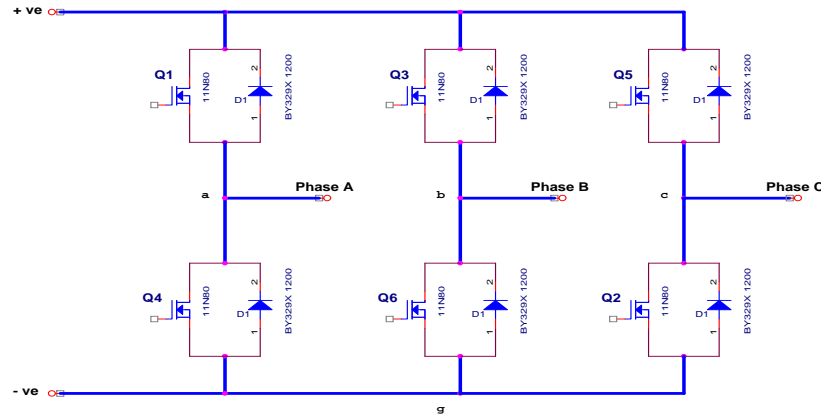 + ve
Q1
11N80
D1
2
1
BY329X 1200
Q3
11N80
D1
2
1
BY329X 1200
Q5
11N80
D1
2
1
BY329X 1200
a
Phase A
b
Phase B
c
Phase C
Q4
11N80
D1
2
1
BY329X 1200
Q6
11N80
D1
2
1
BY329X 1200
Q2
11N80
D1
2
1
BY329X 1200
- ve
g